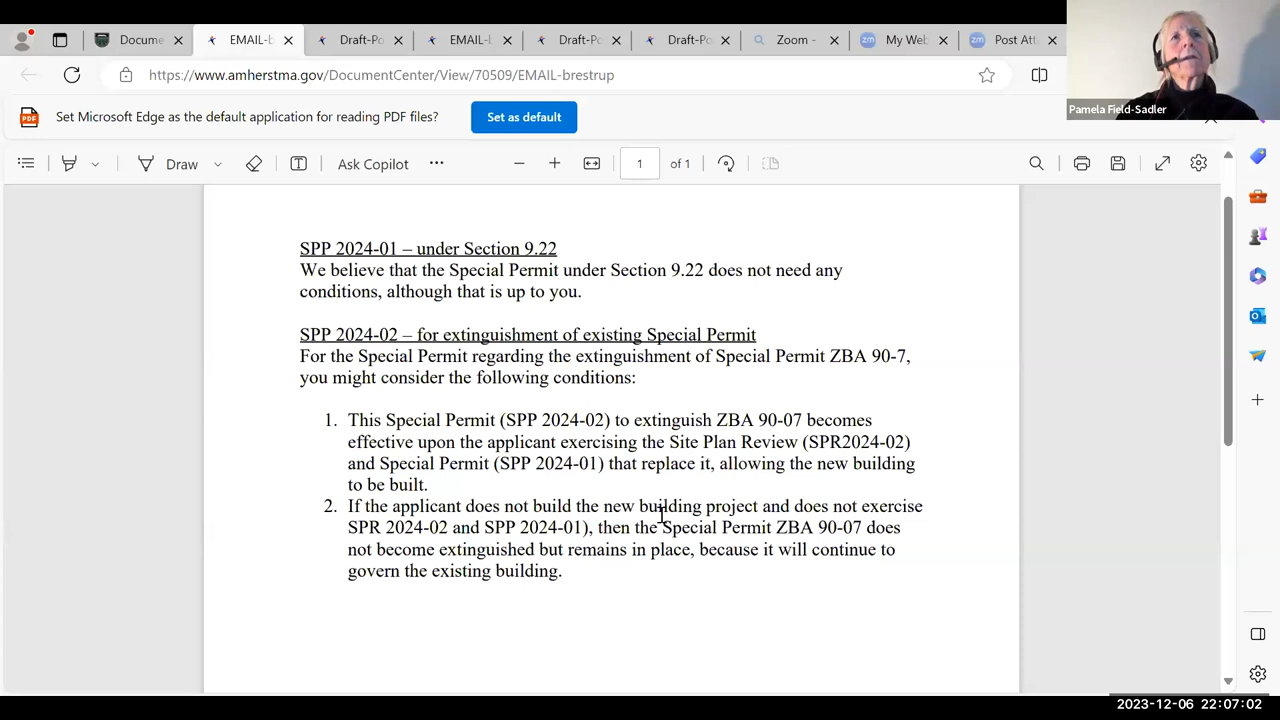 Docume
EMAIL-b
Draft-Po
EMAIL-b
Draft-Po
Draft-Po
Zoom -
zm My Web
zm Post Att
https://www.amherstma.gov/DocumentCenter/View/70509/EMAIL-brestrup
PDF Set Microsoft Edge as the default application for reading PDF files? Set as default
Pamela Field-Sadler
Draw Ask Copilot 1 of 1
SPP 2024-01 – under Section 9.22
We believe that the Special Permit under Section 9.22 does not need any
conditions, although that is up to you.
SPP 2024-02 – for extinguishment of existing Special Permit
For the Special Permit regarding the extinguishment of Special Permit ZBA 90-7,
you might consider the following conditions:
1. This Special Permit (SPP 2024-02) to extinguish ZBA 90-07 becomes
effective upon the applicant exercising the Site Plan Review (SPR2024-02)
and Special Permit (SPP 2024-01) that replace it, allowing the new building
to be built.
2. If the applicant does not build the new building project and does not exercise
SPR 2024-02 and SPP 2024-01), then the Special Permit ZBA 90-07 does
not become extinguished but remains in place, because it will continue to
govern the existing building.
2023-12-06 22:07:02